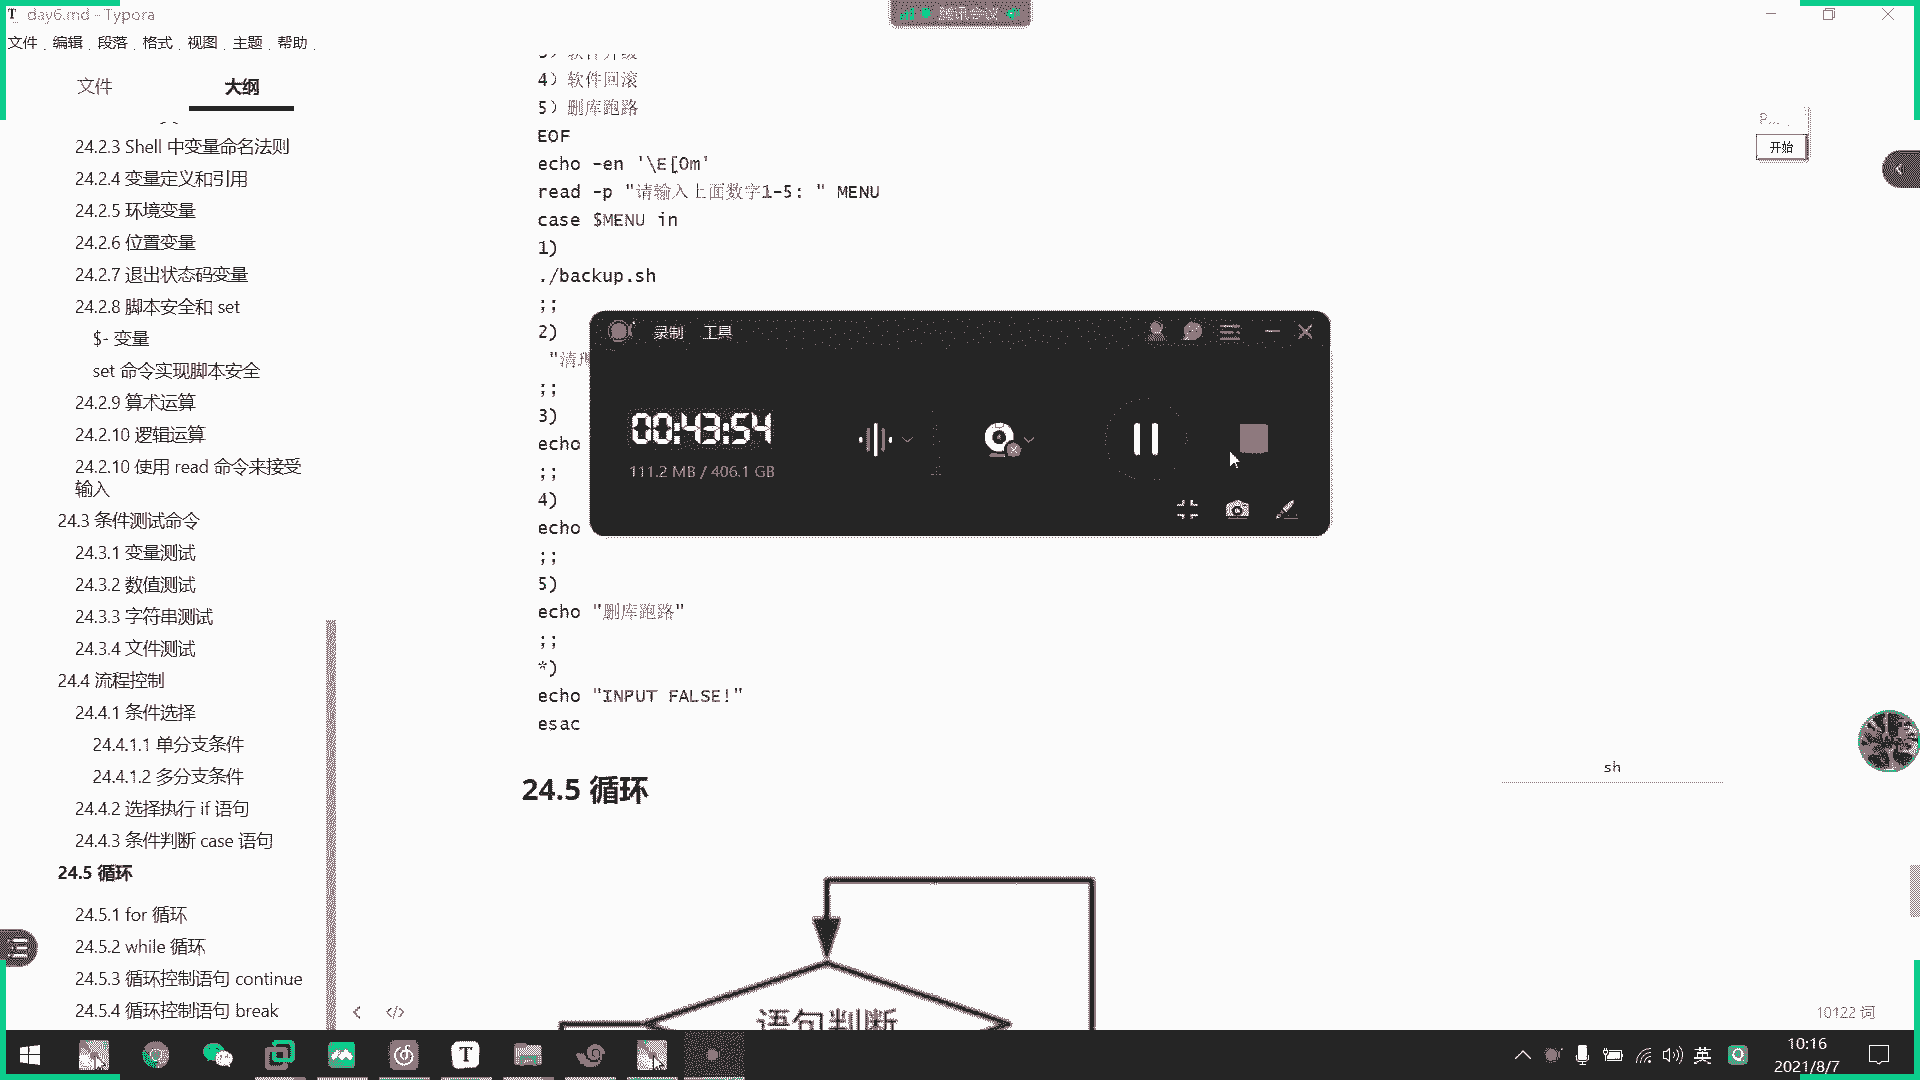 day6.md - Typora
腾讯会议
文件 编辑 段落 格式 视图 主题 帮助
文件
大纲
24.2.3 Shell 中变量命名法则
24.2.4 变量定义和引用
24.2.5 环境变量
24.2.6 位置变量
24.2.7 退出状态码变量
24.2.8 脚本安全和 set
$- 变量
set 命令实现脚本安全
24.2.9 算术运算
24.2.10 逻辑运算
24.2.10 使用 read 命令来接受
输入
24.3 条件测试命令
24.3.1 变量测试
24.3.2 数值测试
24.3.3 字符串测试
24.3.4 文件测试
24.4 流程控制
24.4.1 条件选择
24.4.1.1 单分支条件
24.4.1.2 多分支条件
24.4.2 选择执行 if 语句
24.4.3 条件判断 case 语句
24.5 循环
24.5.1 for 循环
24.5.2 while 循环
24.5.3 循环控制语句 continue
24.5.4 循环控制语句 break
4) 软件回滚
5) 删库跑路
EOF
echo -en '\E[0m'
read -p "请输入上面数字1-5: " MENU
case $MENU in
1)
./backup.sh
;;
2)
"清理
;;
3)
echo
;;
4)
echo
;;
5)
echo "删库跑路"
;;
*)
echo "INPUT FALSE!"
esac
24.5 循环
语句判断
录制 工具
00:43:54
111.2 MB / 406.1 GB
开始
sh
10122 词
英
10:16
2021/8/7